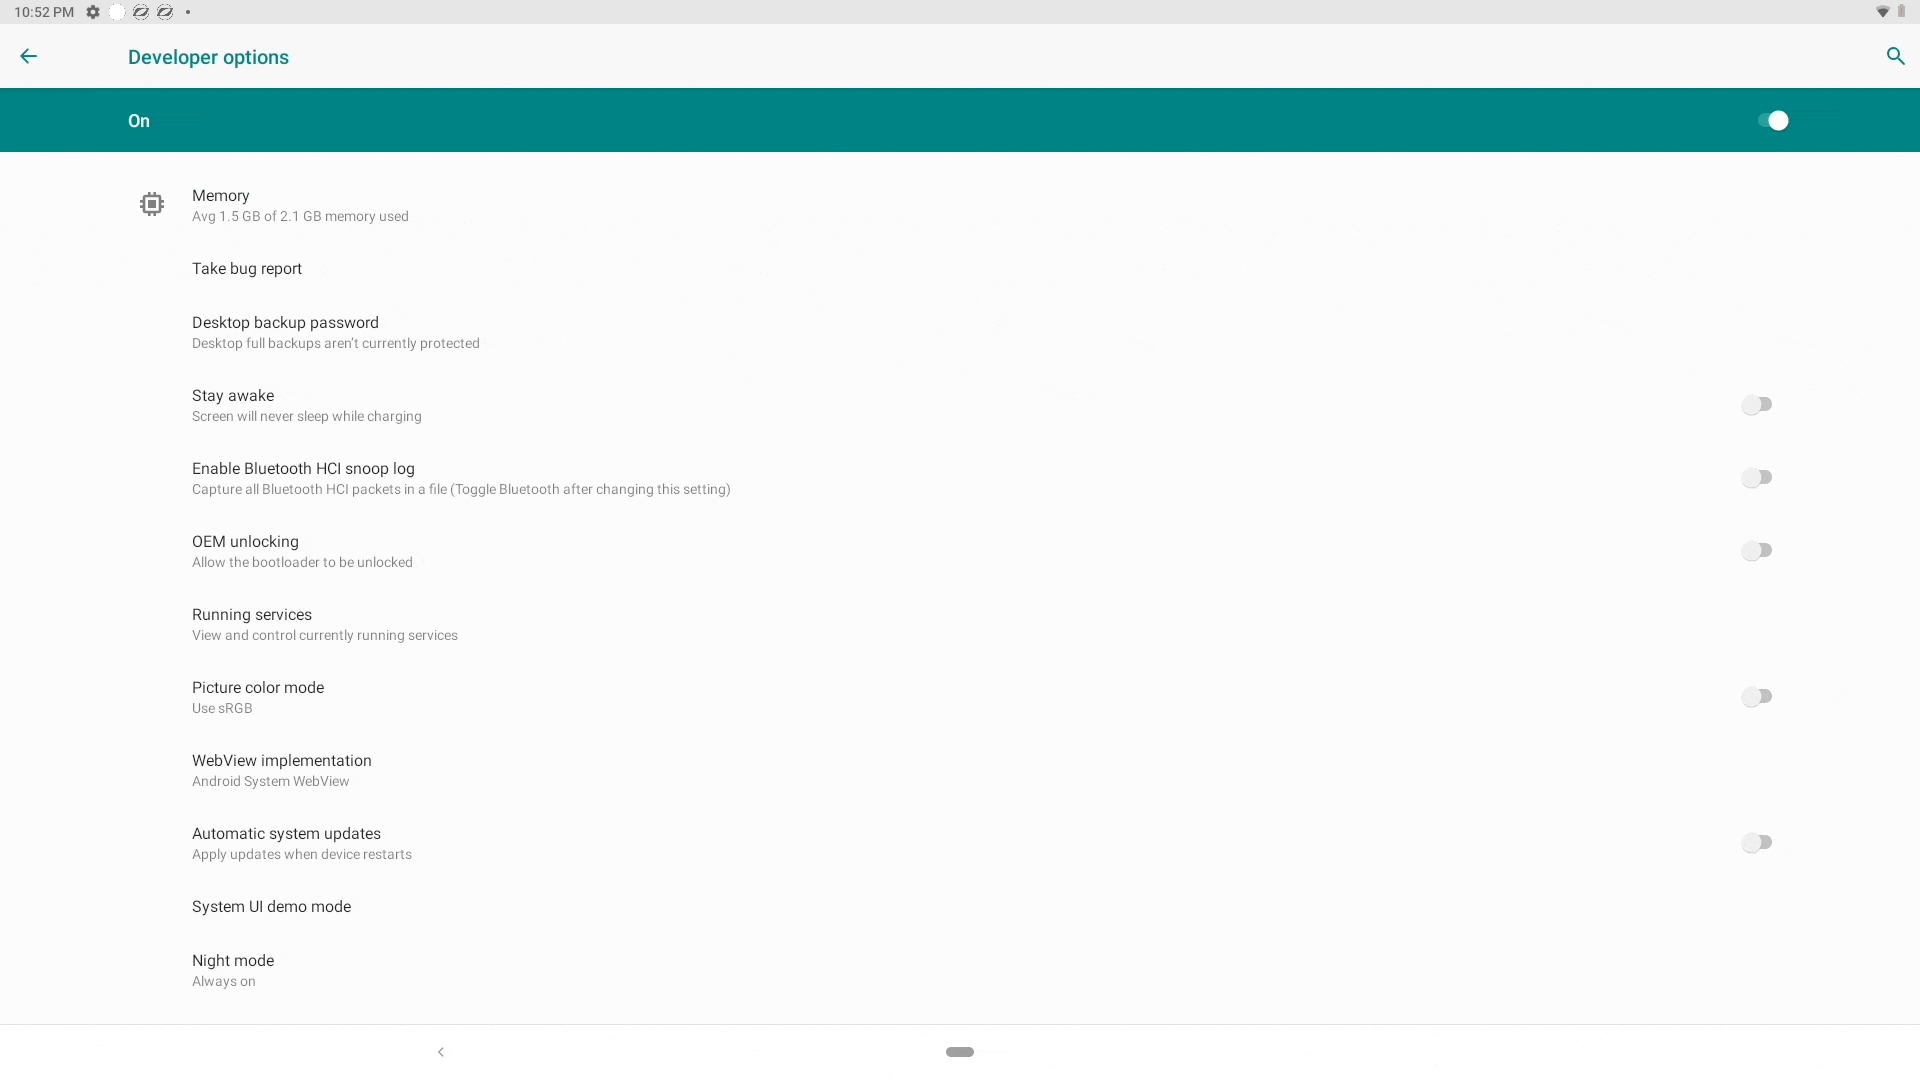 10:52 PM
Developer options
On
Memory
Avg 1.5 GB of 2.1 GB memory used
Take bug report
Desktop backup password
Desktop full backups aren’t currently protected
Stay awake
Screen will never sleep while charging
Enable Bluetooth HCI snoop log
Capture all Bluetooth HCI packets in a file (Toggle Bluetooth after changing this setting)
OEM unlocking
Allow the bootloader to be unlocked
Running services
View and control currently running services
Picture color mode
Use sRGB
WebView implementation
Android System WebView
Automatic system updates
Apply updates when device restarts
System UI demo mode
Night mode
Always on